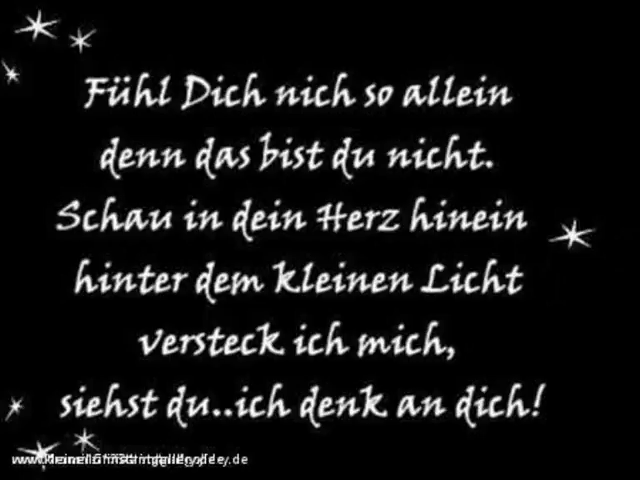 Fühl Dich nich so allein
denn das bist du nicht.
Schau in dein Herz hinein
hinter dem kleinen Licht
versteck ich mich,
siehst du..ich denk an dich!